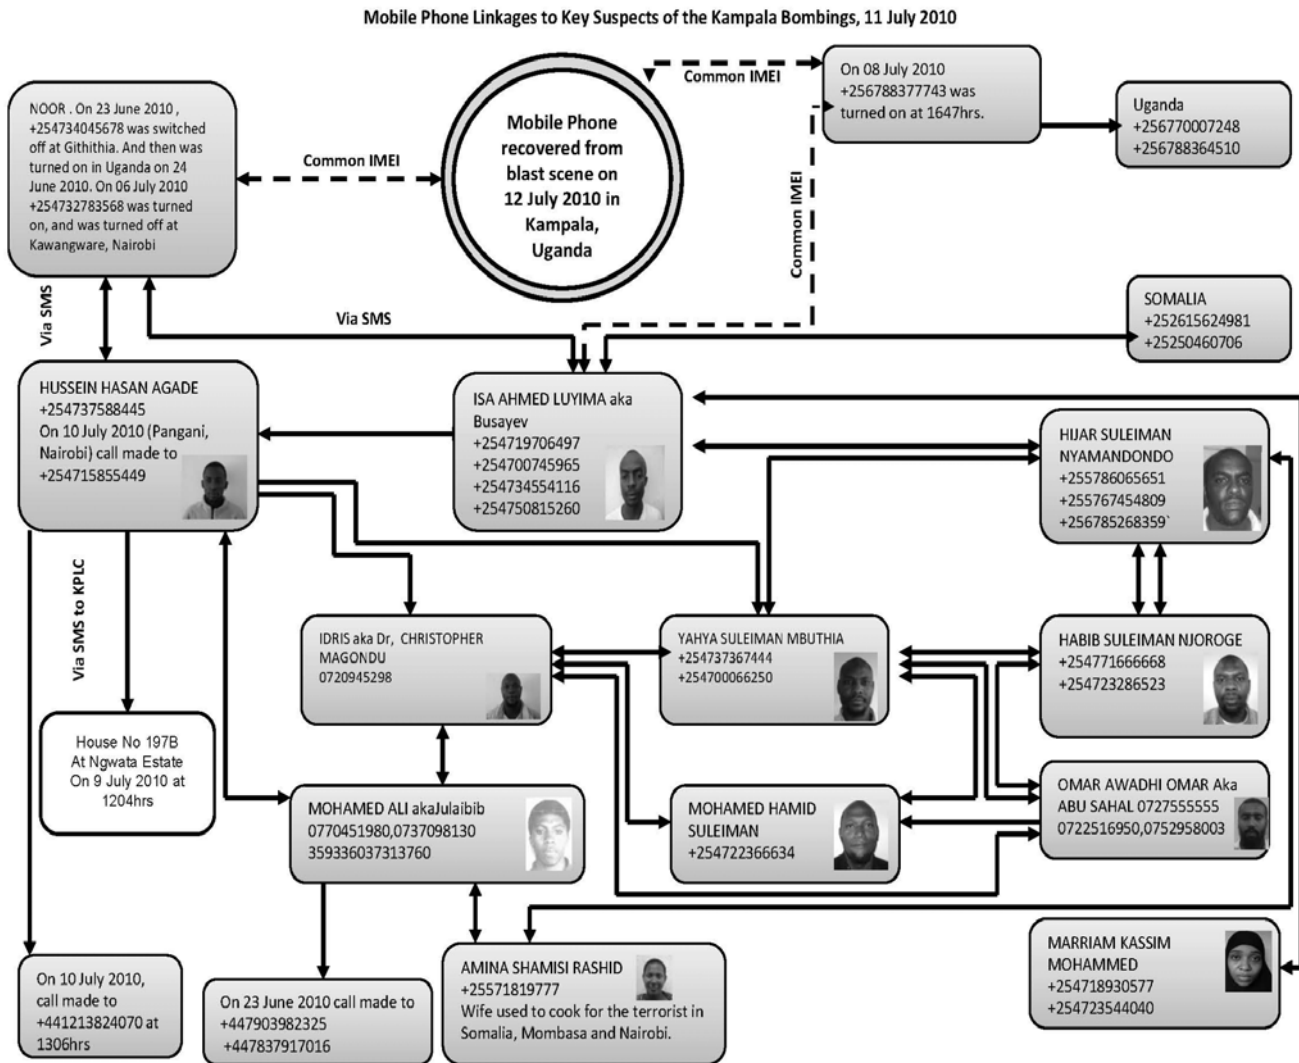 Mobile Phone Linkages to Key Suspects of the Kampala Bombings, 11 July 2010
NOOR . On 23 June 2010 ,
+254734045678 was switched
off at Githithia. And then was
turned on in Uganda on 24
June 2010. On 06 July 2010
+254732783568 was turned
on, and was turned off at
Kawangware, Nairobi
Common IMEI
Mobile Phone
recovered from
blast scene on
12 July 2010 in
Kampala,
Uganda
Common IMEI
On 08 July 2010
+256788377743 was
turned on at 1647hrs.
Uganda
+256770007248
+256788364510
Common IMEI
Via SMS
Via SMS
SOMALIA
+252615624981
+25250460706
HUSSEIN HASAN AGADE
+254737588445
On 10 July 2010 (Pangani,
Nairobi) call made to
+254715855449
ISA AHMED LUYIMA aka
Busayev
+254719706497
+254700745965
+254734554116
+254750815260
HIJAR SULEIMAN
NYAMANDONDO
+255786065651
+255767454809
+256785268359`
Via SMS to KPLC
IDRIS aka Dr, CHRISTOPHER
MAGONDU
0720945298
YAHYA SULEIMAN MBUTHIA
+254737367444
+254700066250
HABIB SULEIMAN NJOROGE
+254771666668
+254723286523
House No 197B
At Ngwata Estate
On 9 July 2010 at
1204hrs
MOHAMED ALI akaJulaibib
0770451980,0737098130
359336037313760
MOHAMED HAMID
SULEIMAN
+254722366634
OMAR AWADHI OMAR Aka
ABU SAHAL 0727555555
0722516950,0752958003
On 10 July 2010,
call made to
+441213824070 at
1306hrs
On 23 June 2010 call made to
+447903982325
+447837917016
AMINA SHAMISI RASHID
+25571819777
Wife used to cook for the terrorist in
Somalia, Mombasa and Nairobi.
MARRIAM KASSIM
MOHAMMED
+254718930577
+254723544040